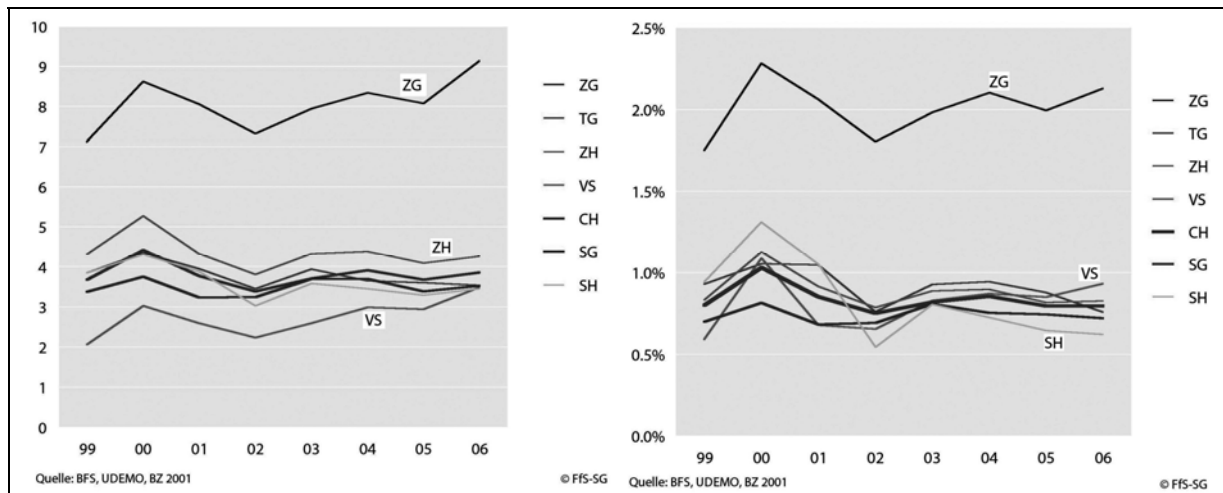 10
9
8
7
6
5
4
3
2
1
0
ZG
ZH
VS
99 00 01 02 03 04 05 06
ZG
TG
ZH
VS
CH
SG
SH
Quelle: BFS, UDEMO, BZ 2001 © FfS-SG
2.5%
2.0%
1.5%
1.0%
0.5%
0.0%
ZG
VS
SH
99 00 01 02 03 04 05 06
ZG
TG
ZH
VS
CH
SG
SH
Quelle: BFS, UDEMO, BZ 2001 © FfS-SG